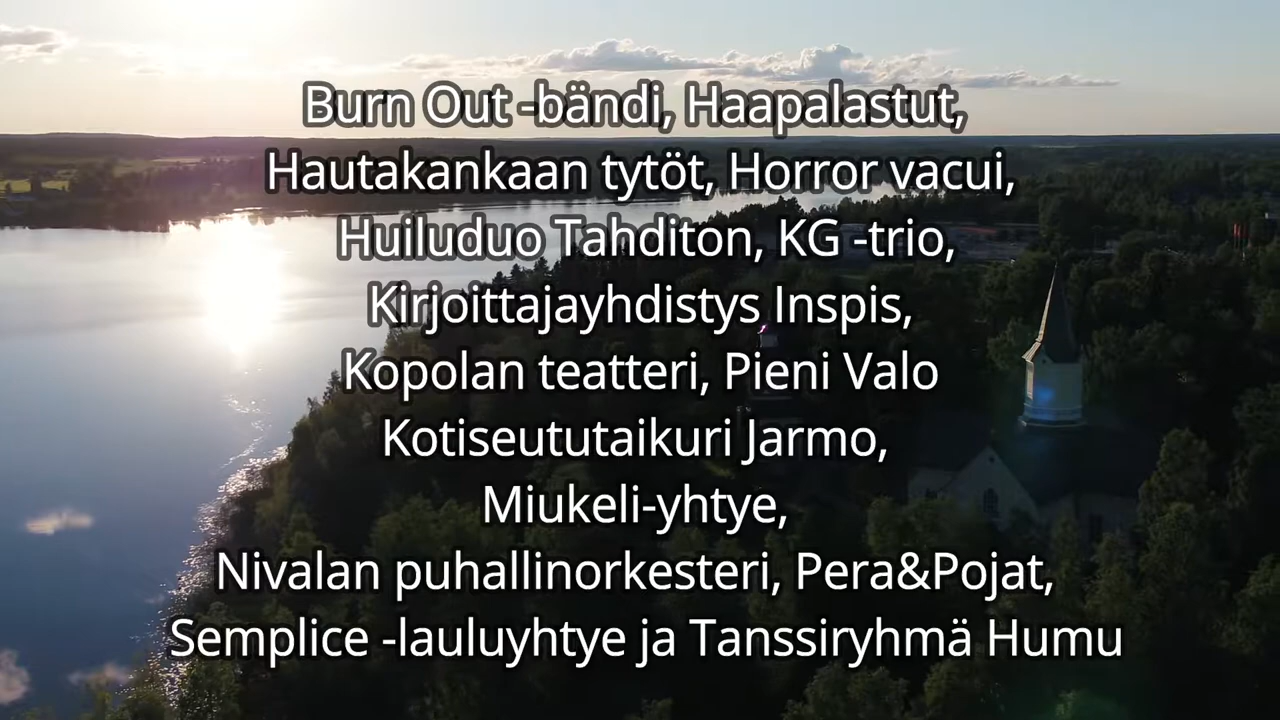 Burn Out -bändi, Haapalastut,
Hautakankaan tytöt, Horror vacui,
Huiluduo Tahditon, KG -trio,
Kirjoittajayhdistys Inspis,
Kopolan teatteri, Pieni Valo
Kotiseututaikuri Jarmo,
Miukeli-yhtye,
Nivalan puhallinorkesteri, Pera&Pojat,
Semplice -lauluyhtye ja Tanssiryhmä Humu